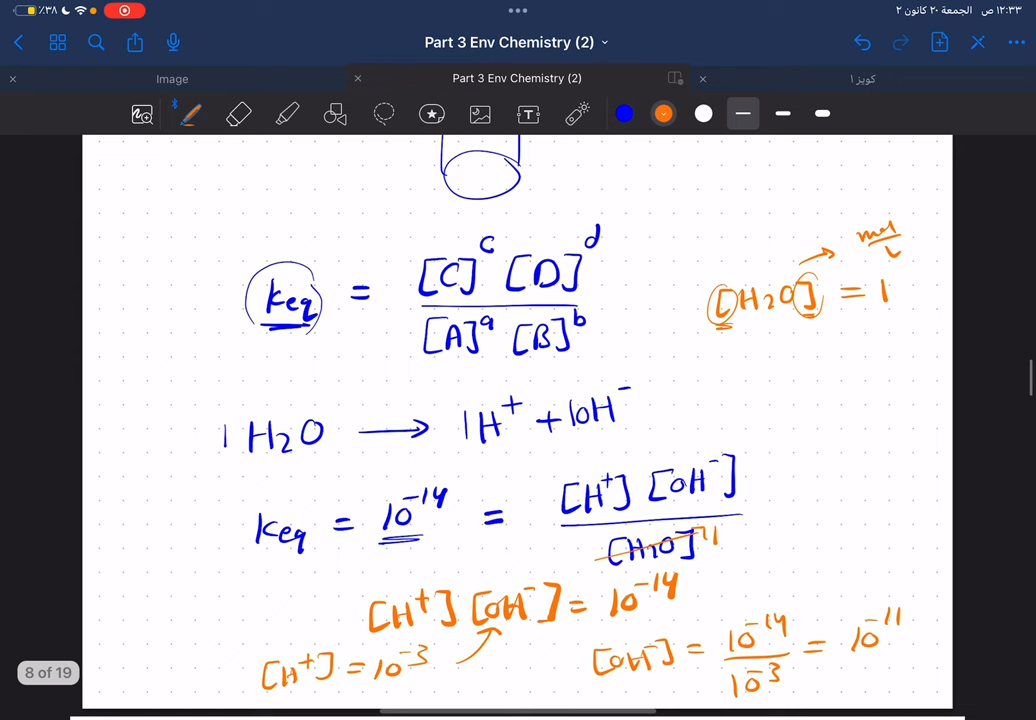 ٪٣٨
١٢:٣٣ ص الجمعة ٢٠ كانون ٢
Part 3 Env Chemistry (2)
Image
Part 3 Env Chemistry (2)
كويز ١
keq = [C]^c [D]^d / [A]^a [B]^b
[H2O] = 1 mol/L
1 H2O → 1H+ + 1OH-
keq = 10^-14 = [H+] [OH-] / [H2O] 1
[H+] [OH-] = 10^-14
[H+] = 10^-3
[OH-] = 10^-14 / 10^-3 = 10^-11
8 of 19